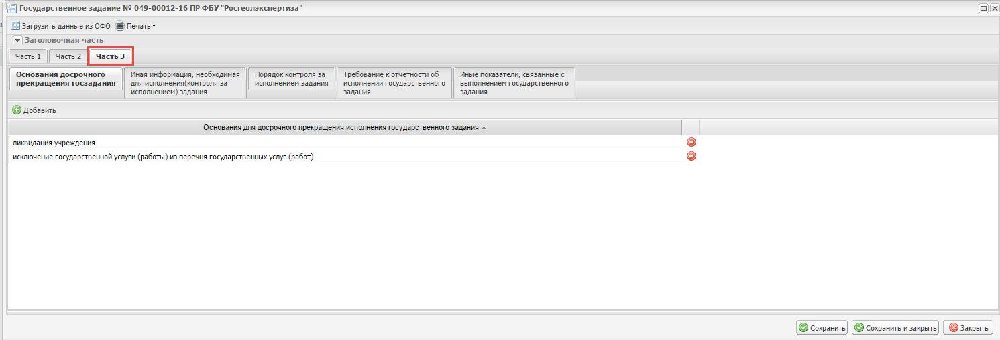 Государственное задание № 049-00012-16 ПР ФБУ "Росгеолэкспертиза"
Загрузить данные из ОФО Печать
Заголовочная часть
Часть 1 Часть 2 Часть 3
Основания досрочного
прекращения госзадания
Иная информация, необходимая
для исполнения(контроля за
исполнением) задания
Порядок контроля за
исполнением задания
Требование к отчетности об
исполнении государственного
задания
Иные показатели, связанные с
выполнением государственного
задания
Добавить
Основания для досрочного прекращения исполнения государственного задания
ликвидация учреждения
исключение государственной услуги (работы) из перечня государственных услуг (работ)
Сохранить Сохранить и закрыть Закрыть